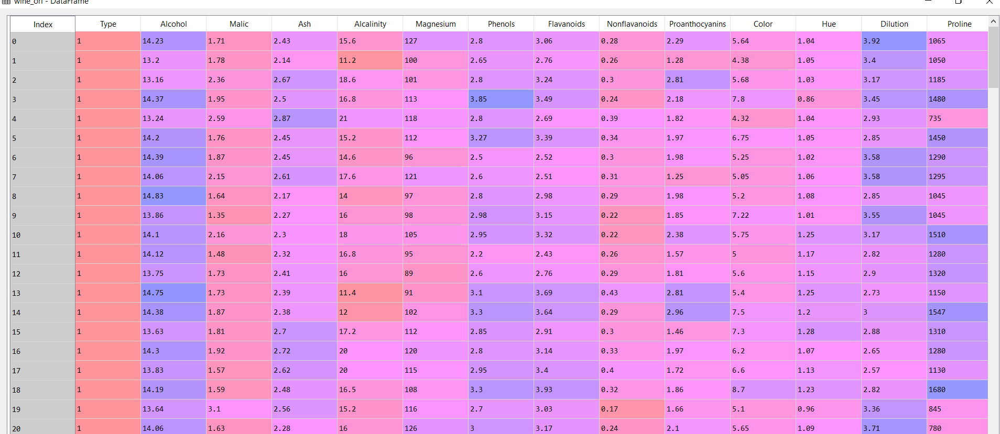 wine_ori - DataFrame
Index Type Alcohol Malic Ash Alcalinity Magnesium Phenols Flavanoids Nonflavanoids Proanthocyanins Color Hue Dilution Proline
0 1 14.23 1.71 2.43 15.6 127 2.8 3.06 0.28 2.29 5.64 1.04 3.92 1065
1 1 13.2 1.78 2.14 11.2 100 2.65 2.76 0.26 1.28 4.38 1.05 3.4 1050
2 1 13.16 2.36 2.67 18.6 101 2.8 3.24 0.3 2.81 5.68 1.03 3.17 1185
3 1 14.37 1.95 2.5 16.8 113 3.85 3.49 0.24 2.18 7.8 0.86 3.45 1480
4 1 13.24 2.59 2.87 21 118 2.8 2.69 0.39 1.82 4.32 1.04 2.93 735
5 1 14.2 1.76 2.45 15.2 112 3.27 3.39 0.34 1.97 6.75 1.05 2.85 1450
6 1 14.39 1.87 2.45 14.6 96 2.5 2.52 0.3 1.98 5.25 1.02 3.58 1290
7 1 14.06 2.15 2.61 17.6 121 2.6 2.51 0.31 1.25 5.05 1.06 3.58 1295
8 1 14.83 1.64 2.17 14 97 2.8 2.98 0.29 1.98 5.2 1.08 2.85 1045
9 1 13.86 1.35 2.27 16 98 2.98 3.15 0.22 1.85 7.22 1.01 3.55 1045
10 1 14.1 2.16 2.3 18 105 2.95 3.32 0.22 2.38 5.75 1.25 3.17 1510
11 1 14.12 1.48 2.32 16.8 95 2.2 2.43 0.26 1.57 5 1.17 2.82 1280
12 1 13.75 1.73 2.41 16 89 2.6 2.76 0.29 1.81 5.6 1.15 2.9 1320
13 1 14.75 1.73 2.39 11.4 91 3.1 3.69 0.43 2.81 5.4 1.25 2.73 1150
14 1 14.38 1.87 2.38 12 102 3.3 3.64 0.29 2.96 7.5 1.2 3 1547
15 1 13.63 1.81 2.7 17.2 112 2.85 2.91 0.3 1.46 7.3 1.28 2.88 1310
16 1 14.3 1.92 2.72 20 120 2.8 3.14 0.33 1.97 6.2 1.07 2.65 1280
17 1 13.83 1.57 2.62 20 115 2.95 3.4 0.4 1.72 6.6 1.13 2.57 1130
18 1 14.19 1.59 2.48 16.5 108 3.3 3.93 0.32 1.86 8.7 1.23 2.82 1680
19 1 13.64 3.1 2.56 15.2 116 2.7 3.03 0.17 1.66 5.1 0.96 3.36 845
20 1 14.06 1.63 2.28 16 126 3 3.17 0.24 2.1 5.65 1.09 3.71 780